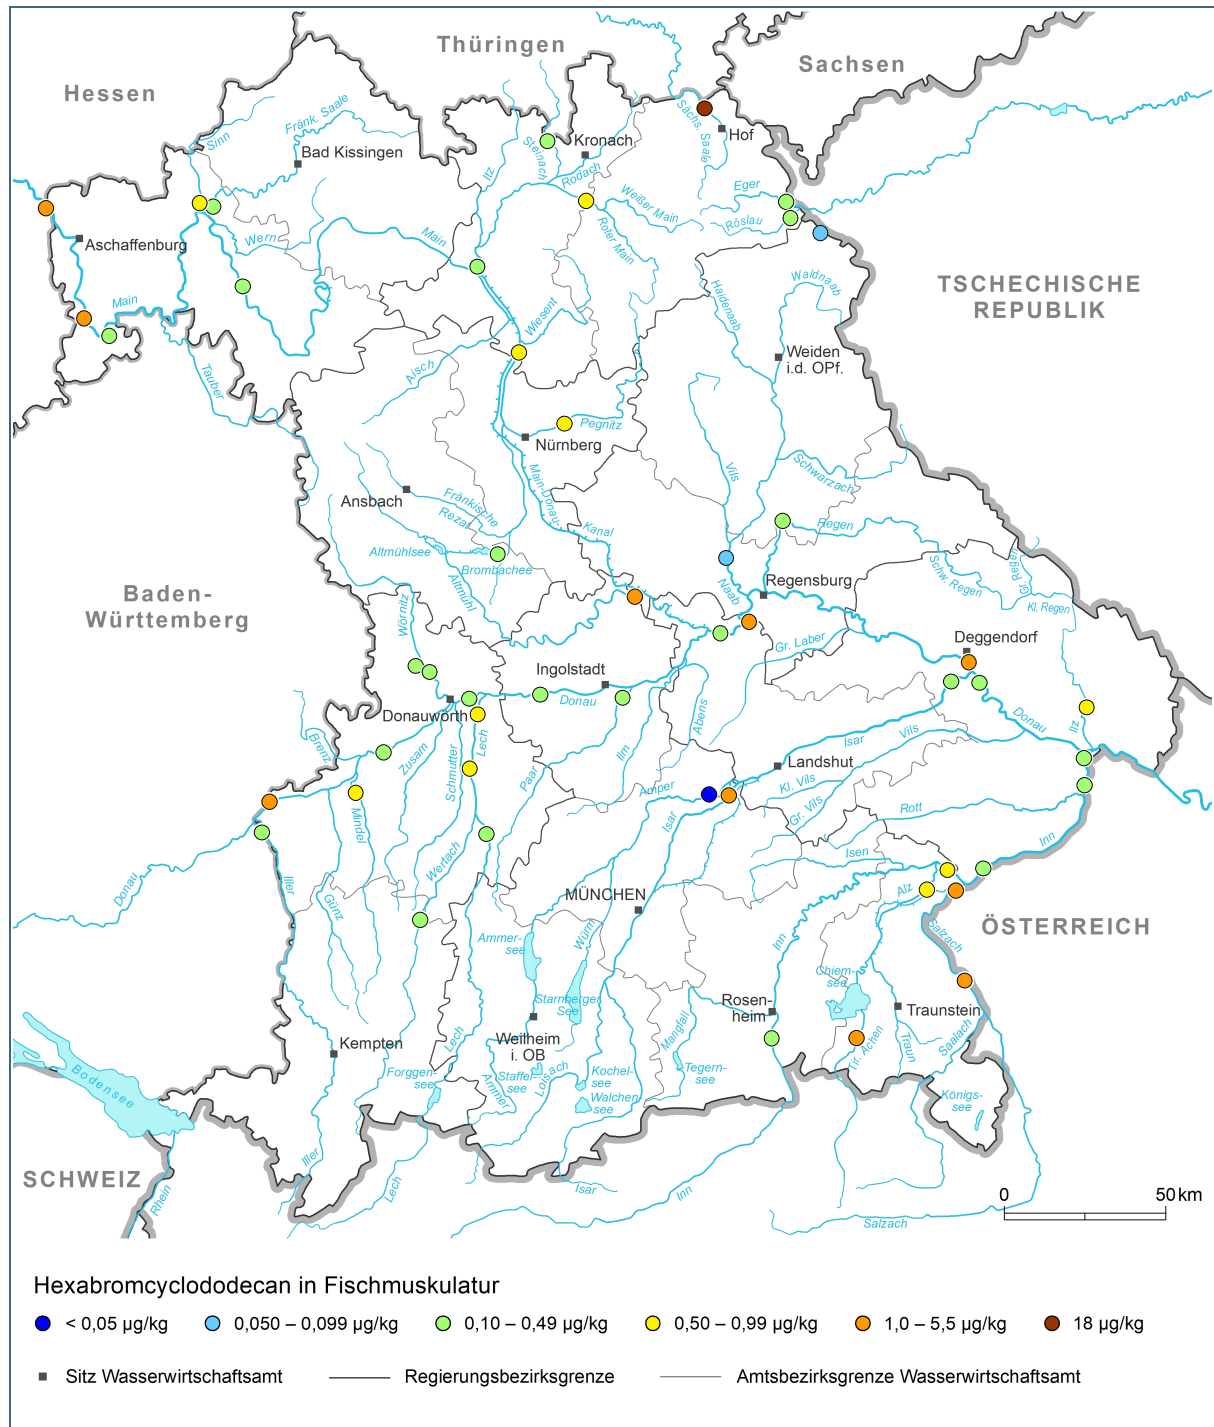 Thüringen
Sachsen
Hessen
Fränk. Saale
Sinn
Bad Kissingen
Itz
Steinach
Kronach
Rodach
Sächs. Saale
Hof
Eger
Weißer Main
Röslau
Roter Main
Aschaffenburg
Wern
Main
Main
TSCHECHISCHE
REPUBLIK
Waldnaab
Haidenaab
Wiesent
Weiden
i.d. OPf.
Aisch
Tauber
Pegnitz
Nürnberg
Vils
Schwarzach
Ansbach
Fränkische
Rezat
Main-Donau-
Kanal
Regen
Altmühlsee
Brombachee
Altmühl
Schw. Regen
Gr. Regen
Kl. Regen
Baden-
Württemberg
Wörnitz
Naab
Regensburg
Gr. Laber
Deggendorf
Ingolstadt
Donau
Donauwörth
Abens
Ilm
Paar
Lech
Schmutter
Zusam
Brenz
Isar
Vils
Donau
Ilz
Landshut
Kl. Vils
Gr. Vils
Amper
Isar
Rott
Inn
Mindel
Wertach
Donau
Iller
Günz
Isen
Alz
MÜNCHEN
Inn
Salzach
ÖSTERREICH
Ammer-
see
Würm
Starnberger
See
Chiem-
see
Rosen-
heim
Traunstein
Weilheim
i. OB
Mangfall
Tir. Achen
Traun
Saalach
Kempten
Lech
Forggen-
see
Staffel-
see
Loisach
Ammer
Kochel-
see
Walchen-
see
Tegern-
see
Königs-
see
Bodensee
SCHWEIZ
Rhein
Iller
Lech
Isar
Inn
Salzach
0 50 km
Hexabromcyclododecan in Fischmuskulatur
< 0,05 µg/kg 0,050 – 0,099 µg/kg 0,10 – 0,49 µg/kg 0,50 – 0,99 µg/kg 1,0 – 5,5 µg/kg 18 µg/kg
Sitz Wasserwirtschaftsamt Regierungsbezirksgrenze Amtsbezirksgrenze Wasserwirtschaftsamt